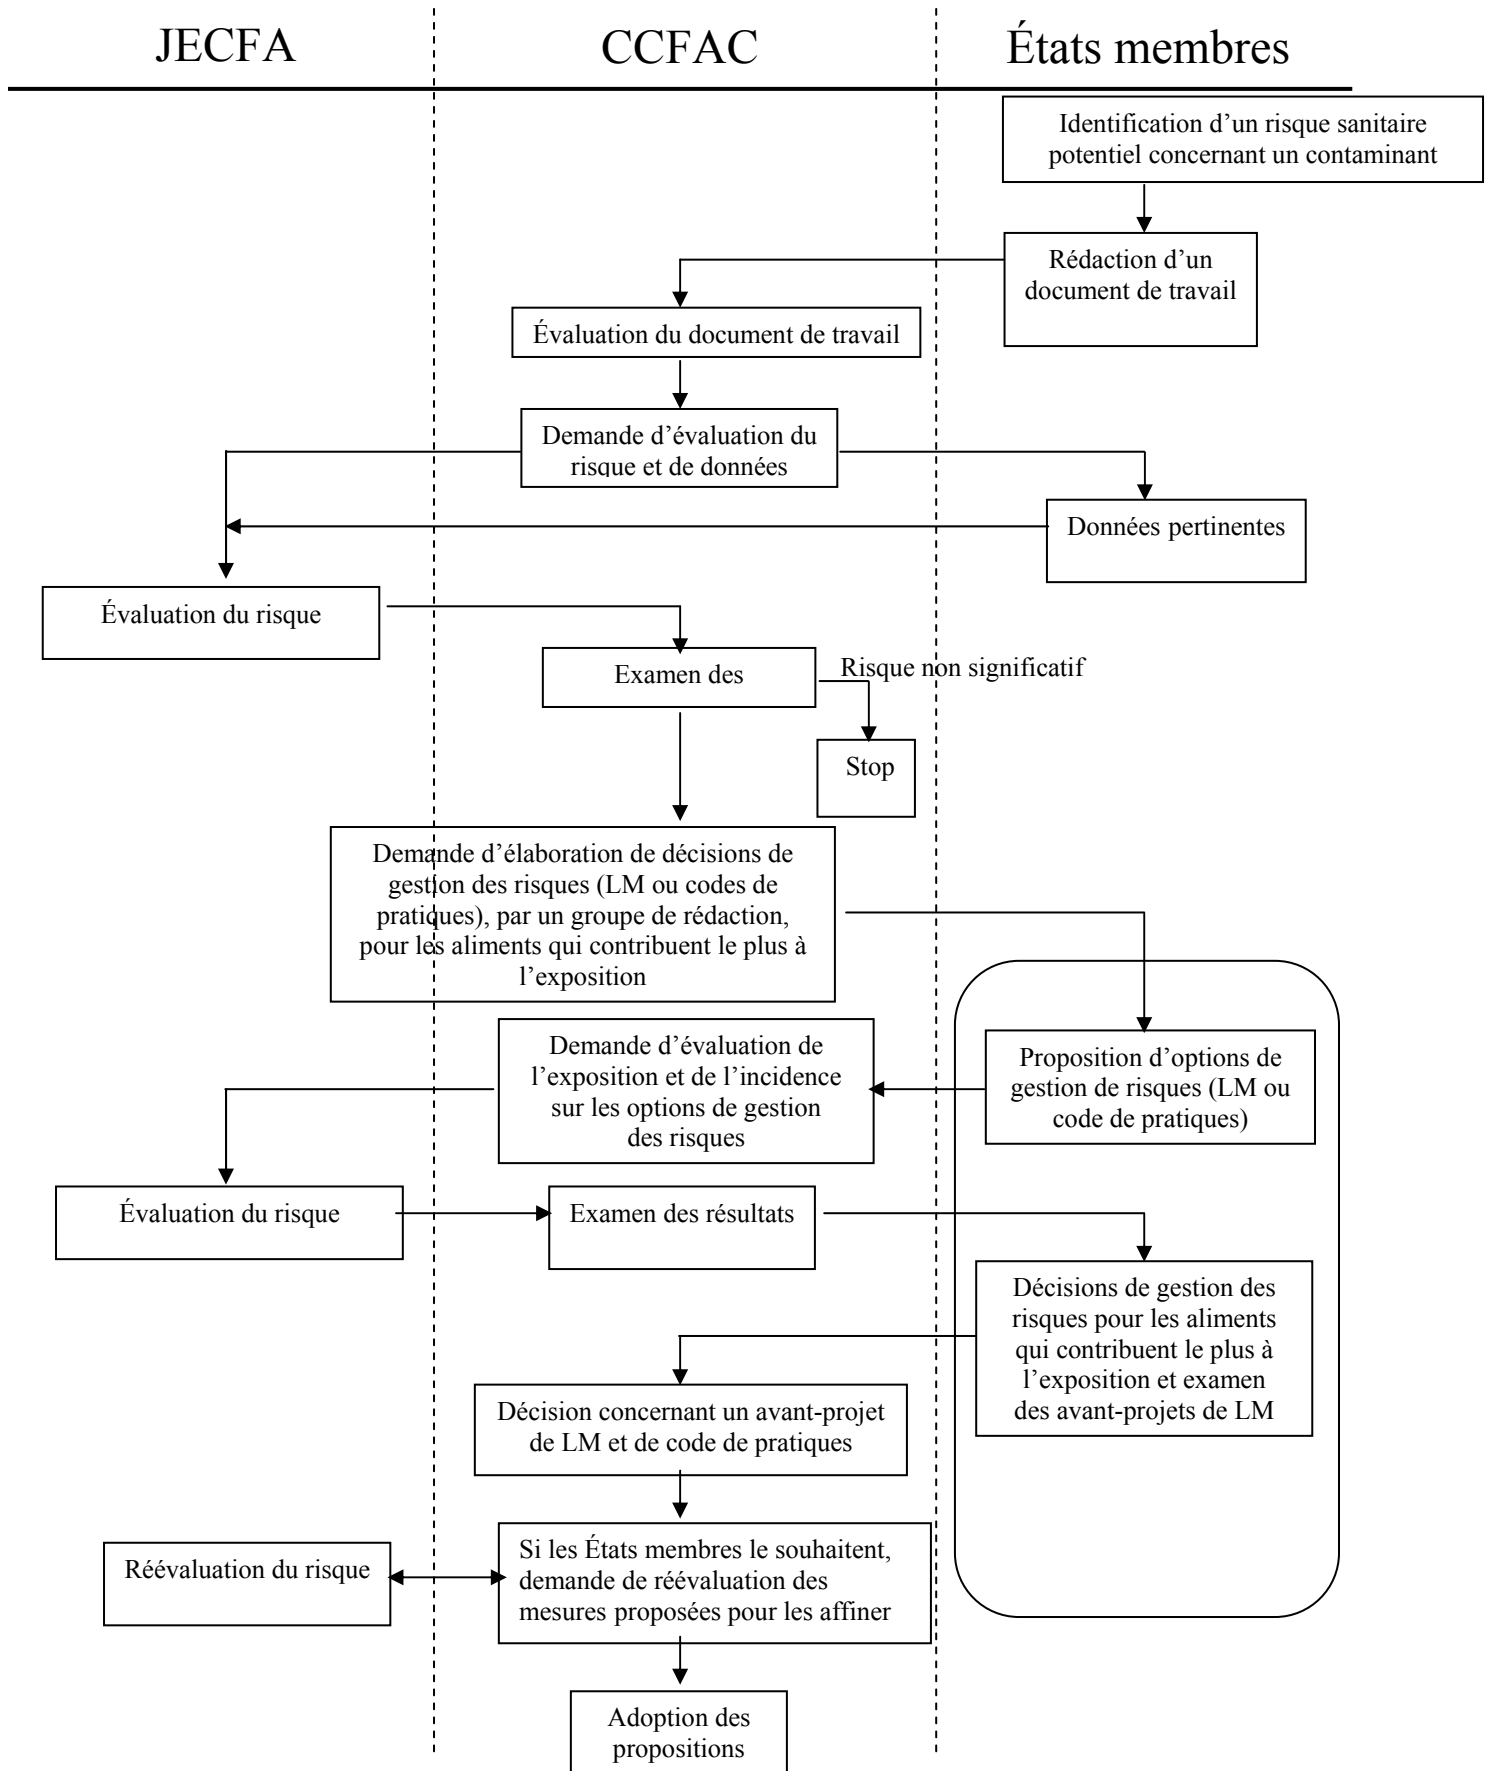 JECFA
CCFAC
États membres
Identification d’un risque sanitaire
potentiel concernant un contaminant
Rédaction d’un
document de travail
Évaluation du document de travail
Demande d’évaluation du
risque et de données
Données pertinentes
Évaluation du risque
Examen des
Risque non significatif
Stop
Demande d’élaboration de décisions de
gestion des risques (LM ou codes de
pratiques), par un groupe de rédaction,
pour les aliments qui contribuent le plus à
l’exposition
Proposition d’options de
gestion de risques (LM ou
code de pratiques)
Demande d’évaluation de
l’exposition et de l’incidence
sur les options de gestion
des risques
Évaluation du risque
Examen des résultats
Décisions de gestion des
risques pour les aliments
qui contribuent le plus à
l’exposition et examen
des avant-projets de LM
Décision concernant un avant-projet
de LM et de code de pratiques
Si les États membres le souhaitent,
demande de réévaluation des
mesures proposées pour les affiner
Réévaluation du risque
Adoption des
propositions